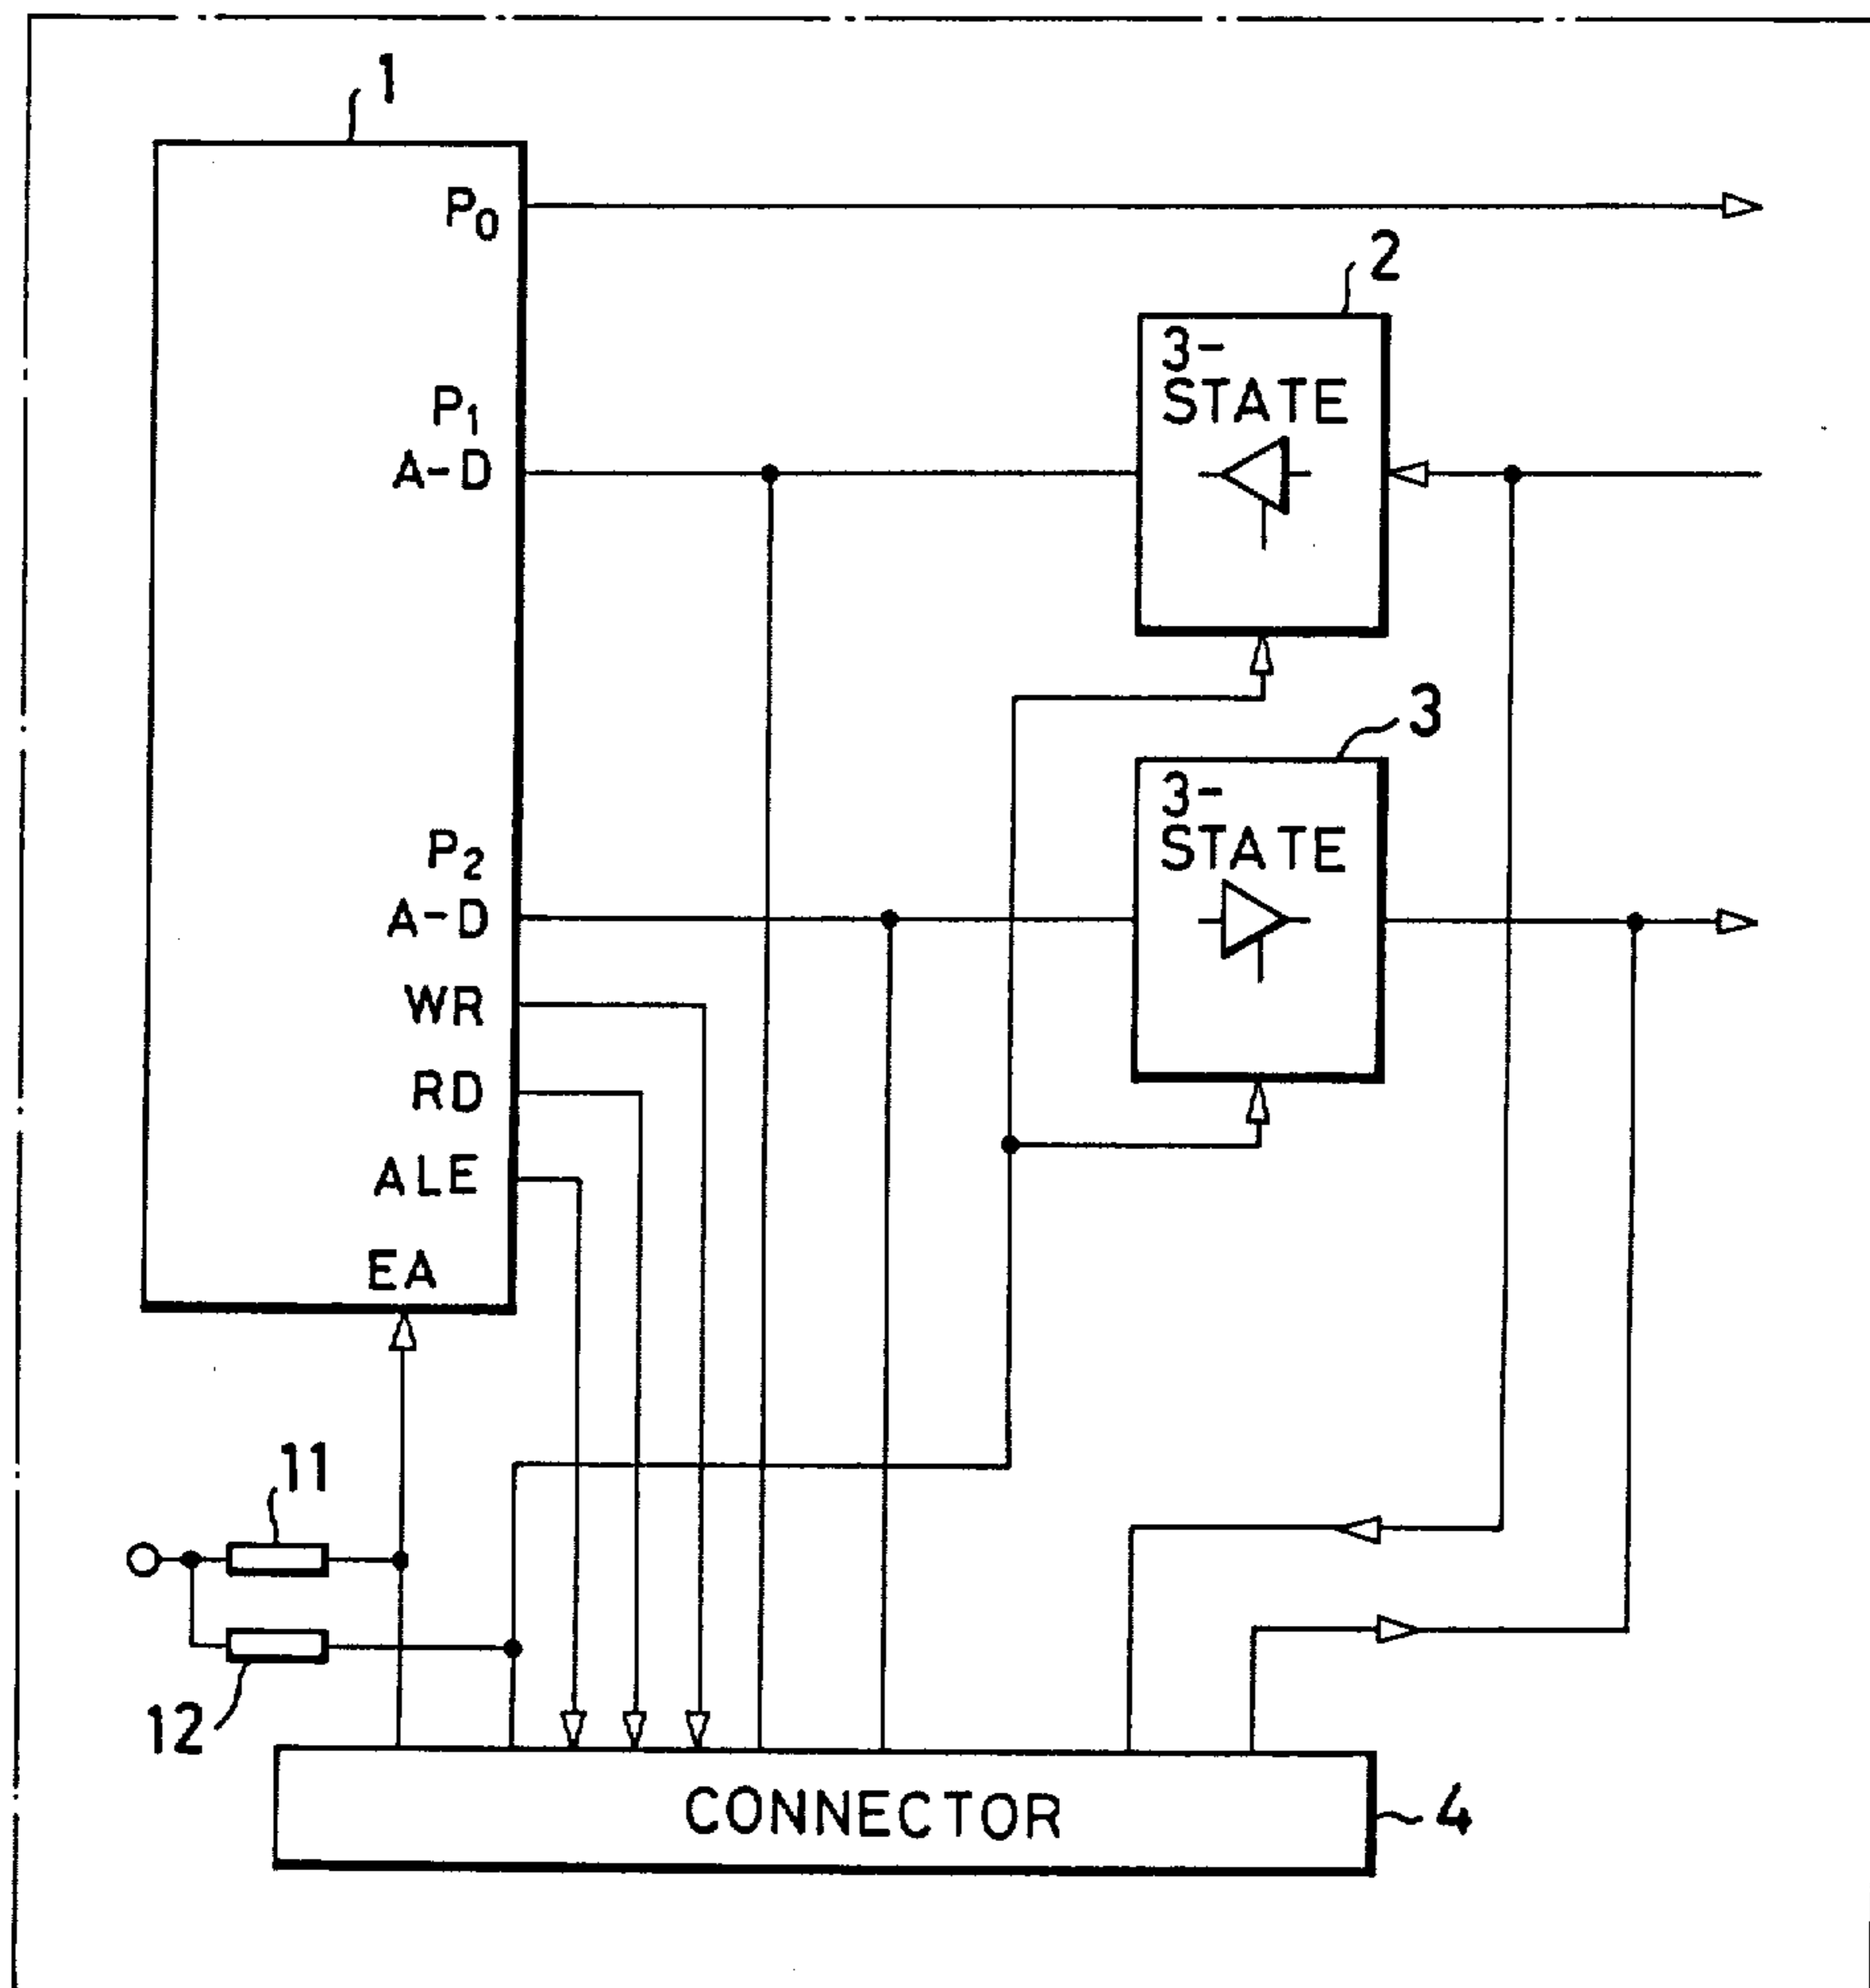 1
P0
2
3-
STATE
P1
A-D
3
3-
STATE
P2
A-D
WR
RD
ALE
EA
11
12
CONNECTOR
4